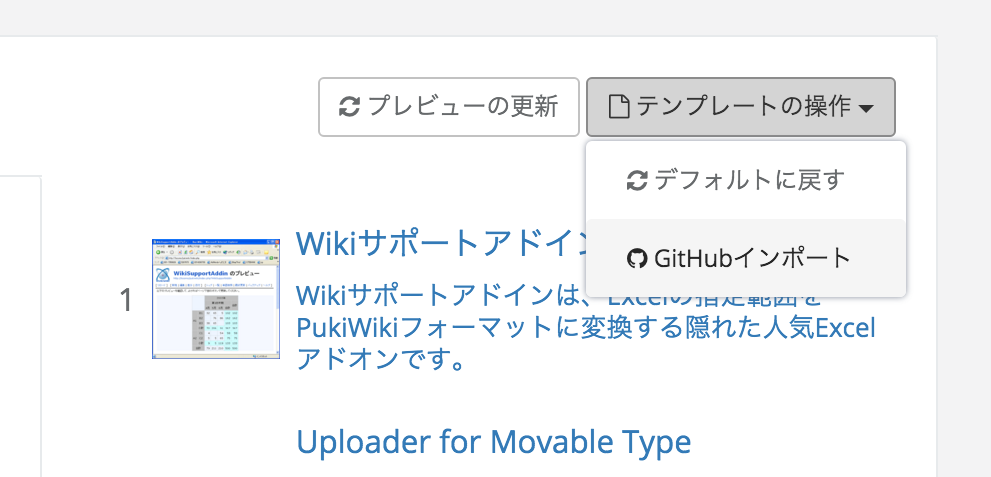 プレビューの更新
テンプレートの操作
デフォルトに戻す
GitHubインポート
1
WikiSupportAddin のプレビュー
Wikiサポートアドイン
Wikiサポートアドインは、Excelの指定範囲を
PukiWikiフォーマットに変換する隠れた人気Excel
アドオンです。
Uploader for Movable Type